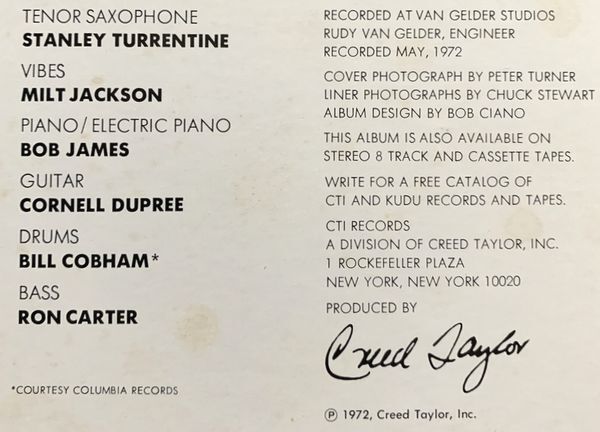 TENOR SAXOPHONE
STANLEY TURRENTINE
VIBES
MILT JACKSON
PIANO/ELECTRIC PIANO
BOB JAMES
GUITAR
CORNELL DUPREE
DRUMS
BILL COBHAM*
BASS
RON CARTER
*COURTESY COLUMBIA RECORDS
RECORDED AT VAN GELDER STUDIOS
RUDY VAN GELDER, ENGINEER
RECORDED MAY, 1972
COVER PHOTOGRAPH BY PETER TURNER
LINER PHOTOGRAPHS BY CHUCK STEWART
ALBUM DESIGN BY BOB CIANO
THIS ALBUM IS ALSO AVAILABLE ON
STEREO 8 TRACK AND CASSETTE TAPES.
WRITE FOR A FREE CATALOG OF
CTI AND KUDU RECORDS AND TAPES.
CTI RECORDS
A DIVISION OF CREED TAYLOR, INC.
1 ROCKEFELLER PLAZA
NEW YORK, NEW YORK 10020
PRODUCED BY
Creed Taylor
℗ 1972, Creed Taylor, Inc.